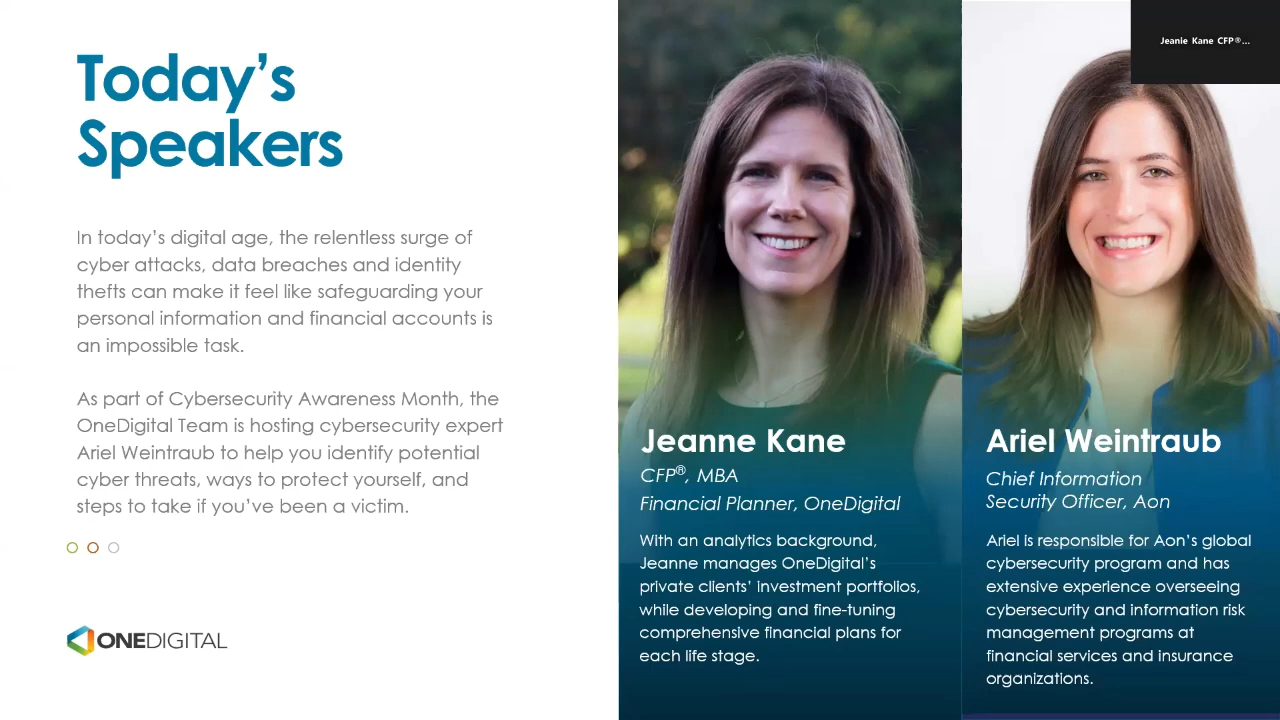 Today’s
Speakers
In today’s digital age, the relentless surge of
cyber attacks, data breaches and identity
thefts can make it feel like safeguarding your
personal information and financial accounts is
an impossible task.
As part of Cybersecurity Awareness Month, the
OneDigital Team is hosting cybersecurity expert
Ariel Weintraub to help you identify potential
cyber threats, ways to protect yourself, and
steps to take if you’ve been a victim.
ONEDIGITAL
Jeanne Kane
CFP®, MBA
Financial Planner, OneDigital
With an analytics background,
Jeanne manages OneDigital’s
private clients’ investment portfolios,
while developing and fine-tuning
comprehensive financial plans for
each life stage.
Jeanie Kane CFP®...
Ariel Weintraub
Chief Information
Security Officer, Aon
Ariel is responsible for Aon’s global
cybersecurity program and has
extensive experience overseeing
cybersecurity and information risk
management programs at
financial services and insurance
organizations.